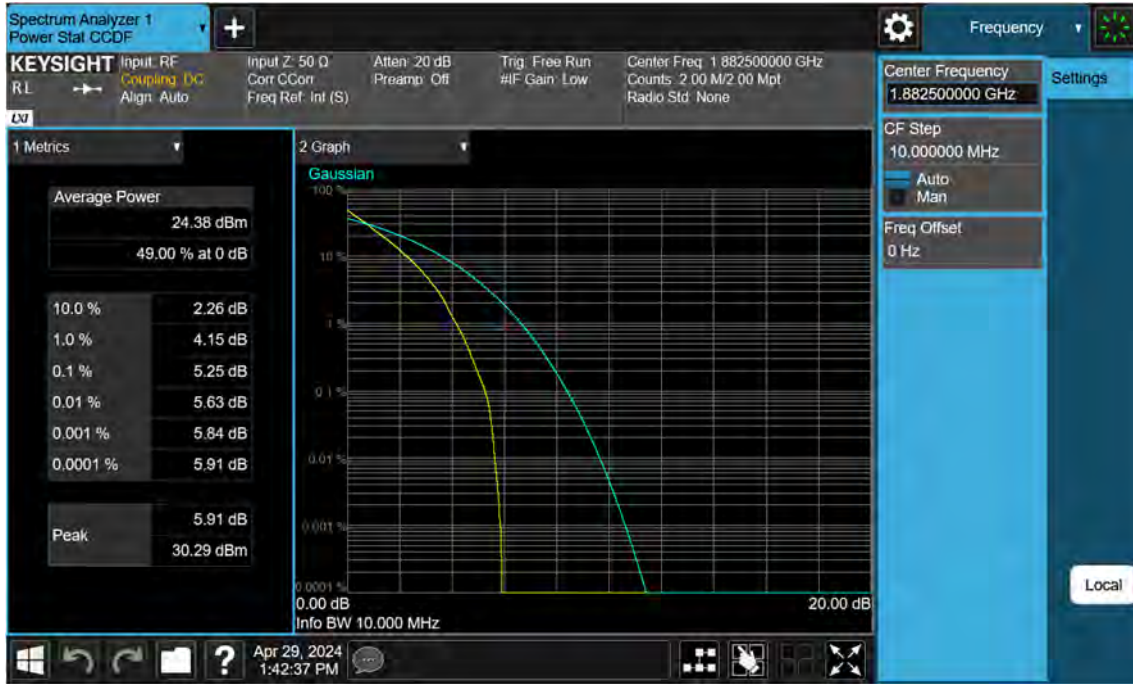 Spectrum Analyzer 1
Power Stat CCDF
Frequency
KEYSIGHT
RL
LXI
Input: RF
Coupling: DC
Align: Auto
Input Z: 50 Ω
Corr CCorr
Freq Ref: Int (S)
Atten: 20 dB
Preamp: Off
Trig: Free Run
#IF Gain: Low
Center Freq: 1.882500000 GHz
Counts: 2.00 M/2.00 Mpt
Radio Std: None
Center Frequency
1.882500000 GHz
CF Step
10.000000 MHz
Auto
Man
Freq Offset
0 Hz
Settings
Local
1 Metrics
Average Power
24.38 dBm
49.00 % at 0 dB
10.0 % 2.26 dB
1.0 % 4.15 dB
0.1 % 5.25 dB
0.01 % 5.63 dB
0.001 % 5.84 dB
0.0001 % 5.91 dB
Peak
5.91 dB
30.29 dBm
2 Graph
Gaussian
100 %
10 %
1 %
0.1 %
0.01 %
0.001 %
0.0001 %
0.00 dB 20.00 dB
Info BW 10.000 MHz
?
Apr 29, 2024
1:42:37 PM